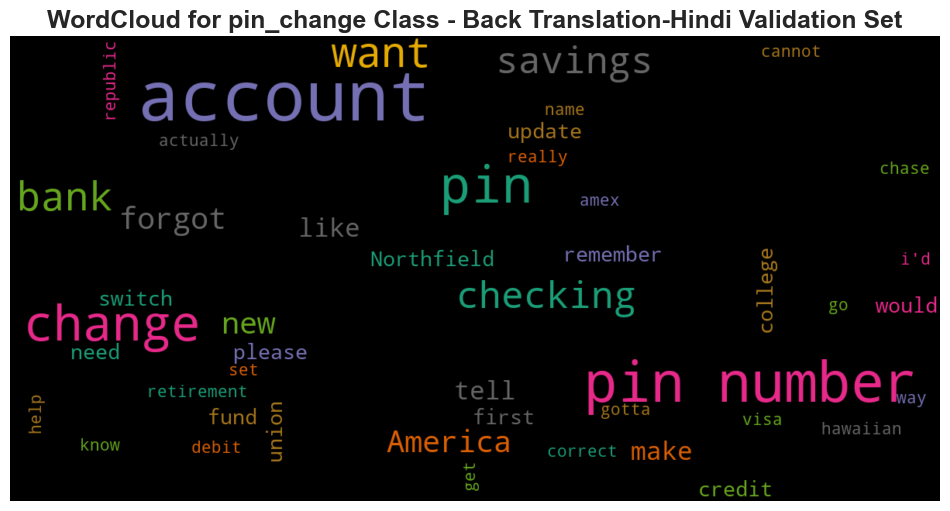 WordCloud for pin_change Class - Back Translation-Hindi Validation Set
republic
want
account
savings
cannot
actually
name
update
really
pin
chase
bank
forgot
like
amex
Northfield
remember
college
i'd
switch
change
new
checking
go
would
need
please
set
retirement
pin number
way
help
fund
union
tell
first
gotta
visa
hawaiian
know
debit
America
get
correct
make
credit